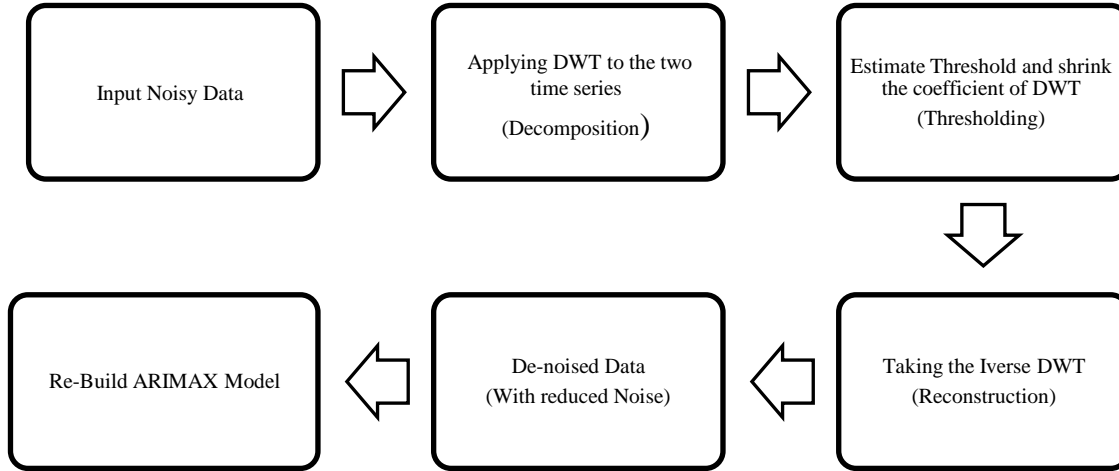 Input Noisy Data
Applying DWT to the two
time series
(Decomposition)
Estimate Threshold and shrink
the coefficient of DWT
(Thresholding)
Taking the Iverse DWT
(Reconstruction)
De-noised Data
(With reduced Noise)
Re-Build ARIMAX Model